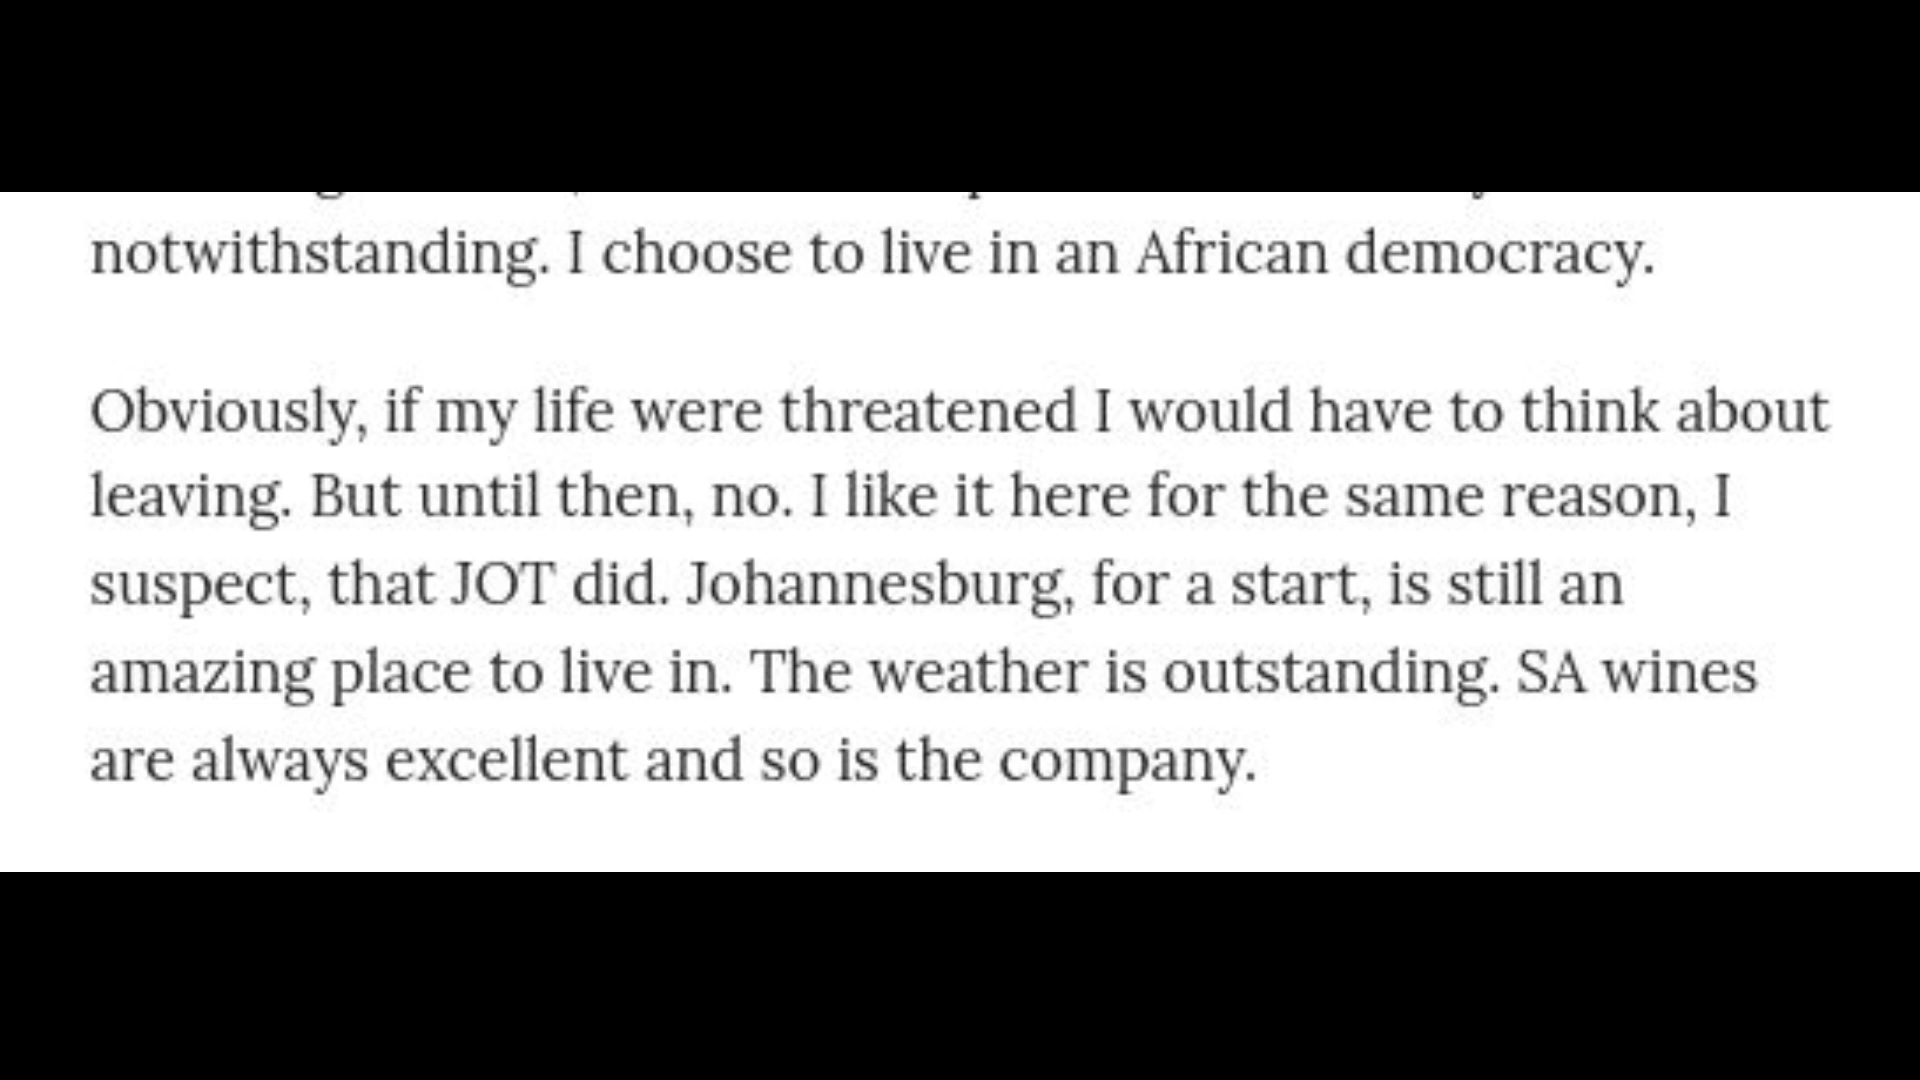 notwithstanding. I choose to live in an African democracy.
Obviously, if my life were threatened I would have to think about
leaving. But until then, no. I like it here for the same reason, I
suspect, that JOT did. Johannesburg, for a start, is still an
amazing place to live in. The weather is outstanding. SA wines
are always excellent and so is the company.